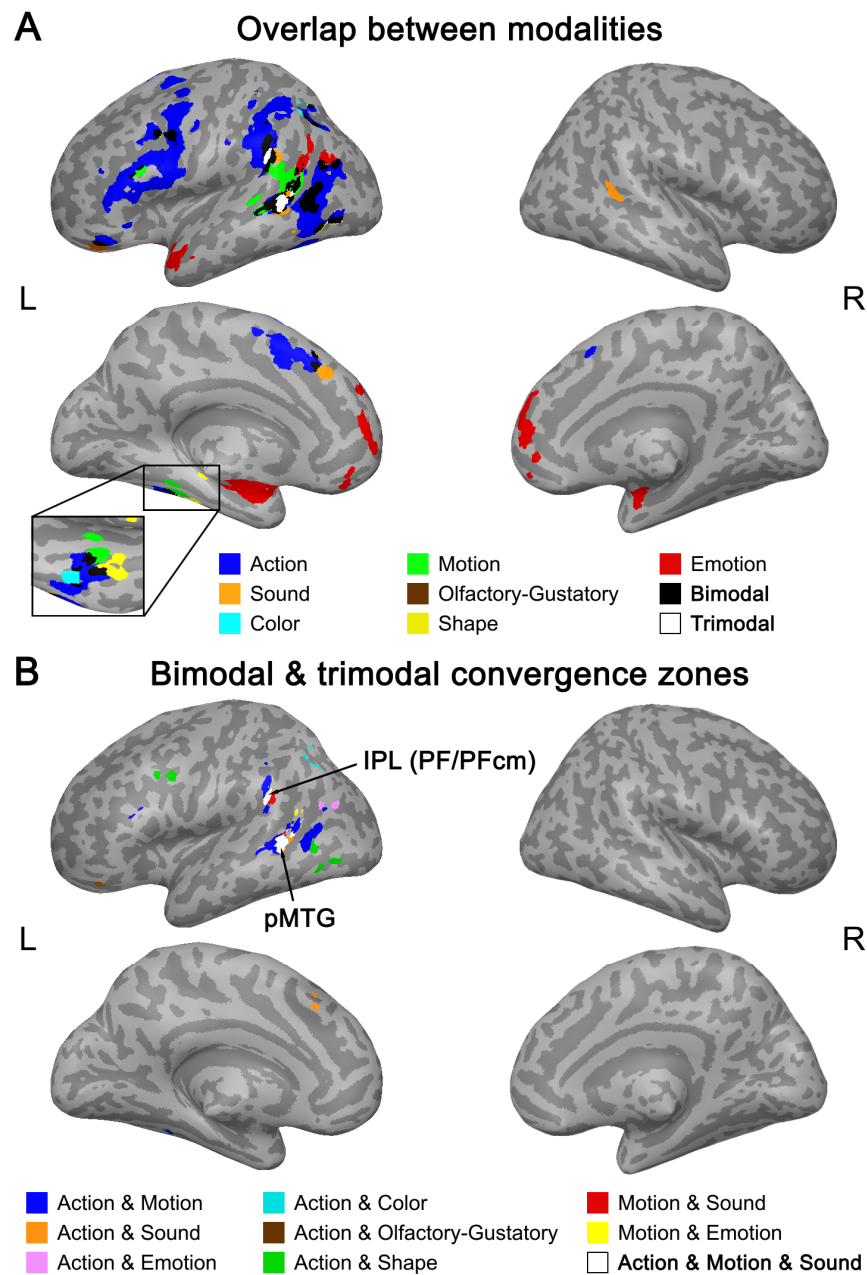 A
Overlap between modalities
L
R
Action
Motion
Emotion
Sound
Olfactory-Gustatory
Bimodal
Color
Shape
Trimodal
B
Bimodal & trimodal convergence zones
IPL (PF/PFcm)
pMTG
L
R
Action & Motion
Action & Color
Motion & Sound
Action & Sound
Action & Olfactory-Gustatory
Motion & Emotion
Action & Emotion
Action & Shape
Action & Motion & Sound